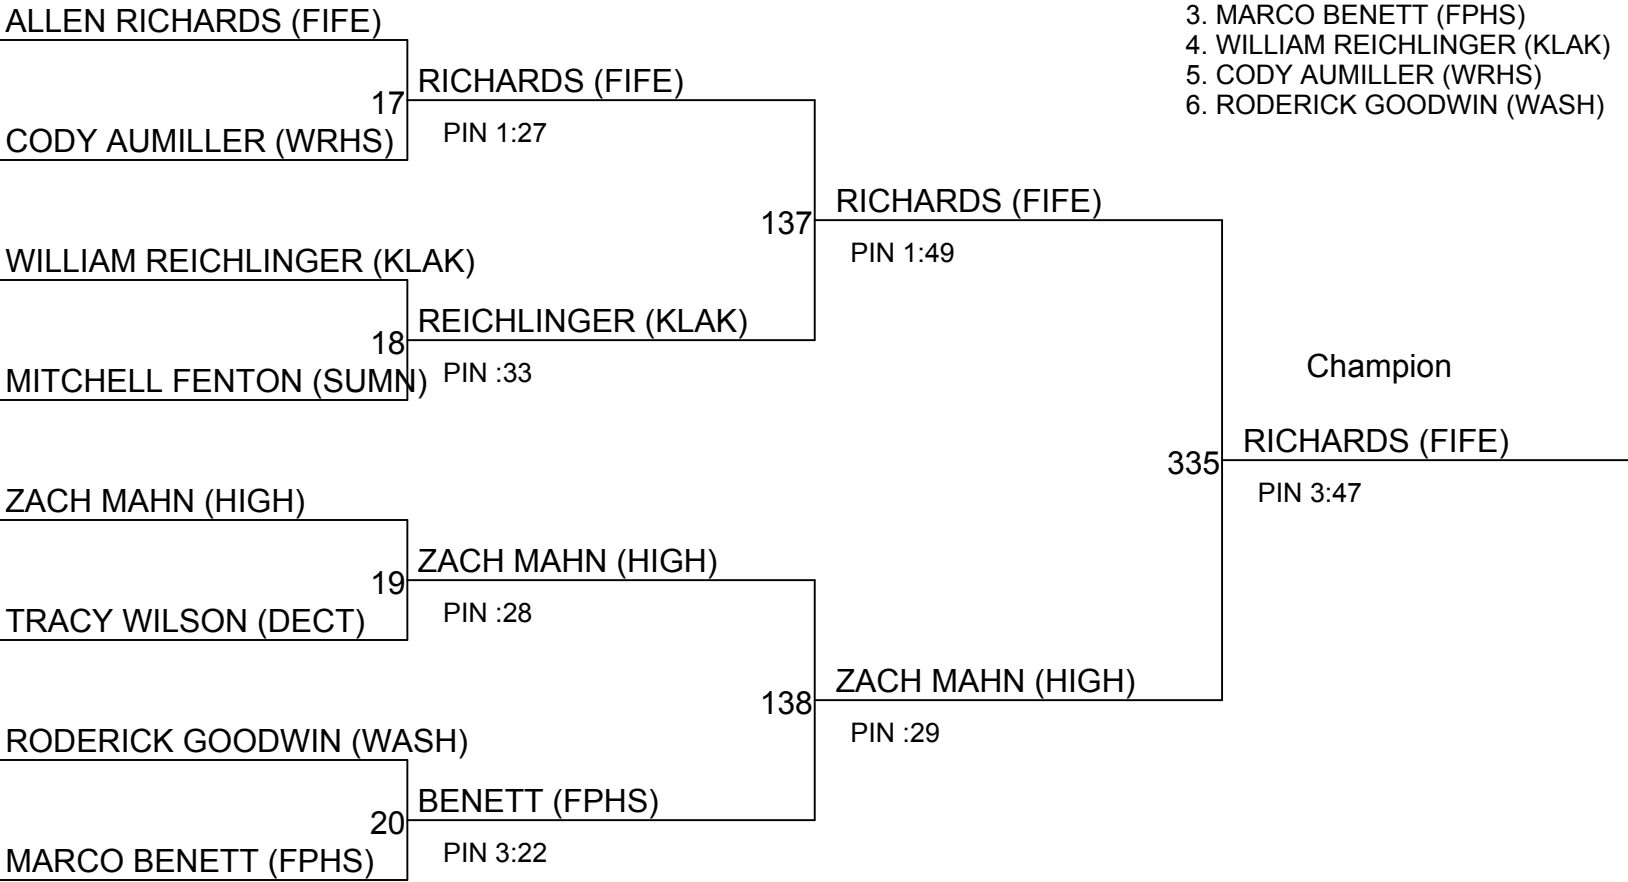 ALLEN RICHARDS (FIFE)
3. MARCO BENETT (FPHS)
4. WILLIAM REICHLINGER (KLAK)
5. CODY AUMILLER (WRHS)
6. RODERICK GOODWIN (WASH)
17
RICHARDS (FIFE)
PIN 1:27
CODY AUMILLER (WRHS)
137
RICHARDS (FIFE)
PIN 1:49
WILLIAM REICHLINGER (KLAK)
18
REICHLINGER (KLAK)
PIN :33
MITCHELL FENTON (SUMN)
Champion
335
RICHARDS (FIFE)
PIN 3:47
ZACH MAHN (HIGH)
19
ZACH MAHN (HIGH)
PIN :28
TRACY WILSON (DECT)
138
ZACH MAHN (HIGH)
PIN :29
RODERICK GOODWIN (WASH)
20
BENETT (FPHS)
PIN 3:22
MARCO BENETT (FPHS)